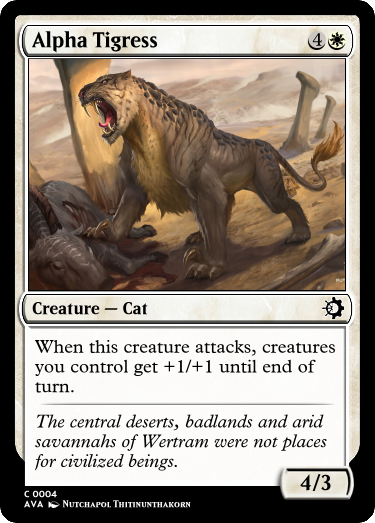 Alpha Tigress 4
Creature — Cat
When this creature attacks, creatures
you control get +1/+1 until end of
turn.
The central deserts, badlands and arid
savannahs of Wertram were not places
for civilized beings.
4/3
C 0004
AVA Nutchapol Thitinunthakorn